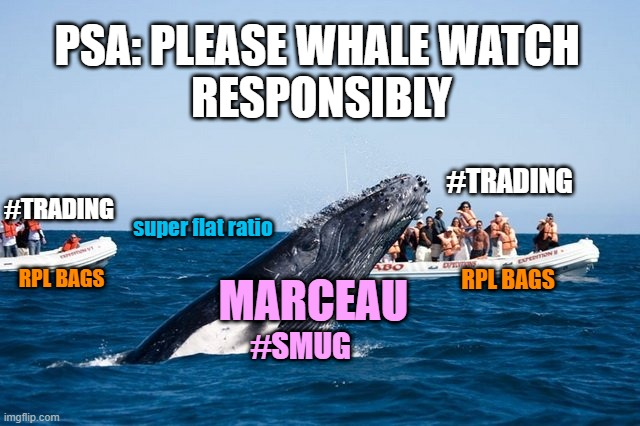 PSA: PLEASE WHALE WATCH
RESPONSIBLY
#TRADING
#TRADING
super flat ratio
RPL BAGS
RPL BAGS
MARCEAU
#SMUG
imgflip.com